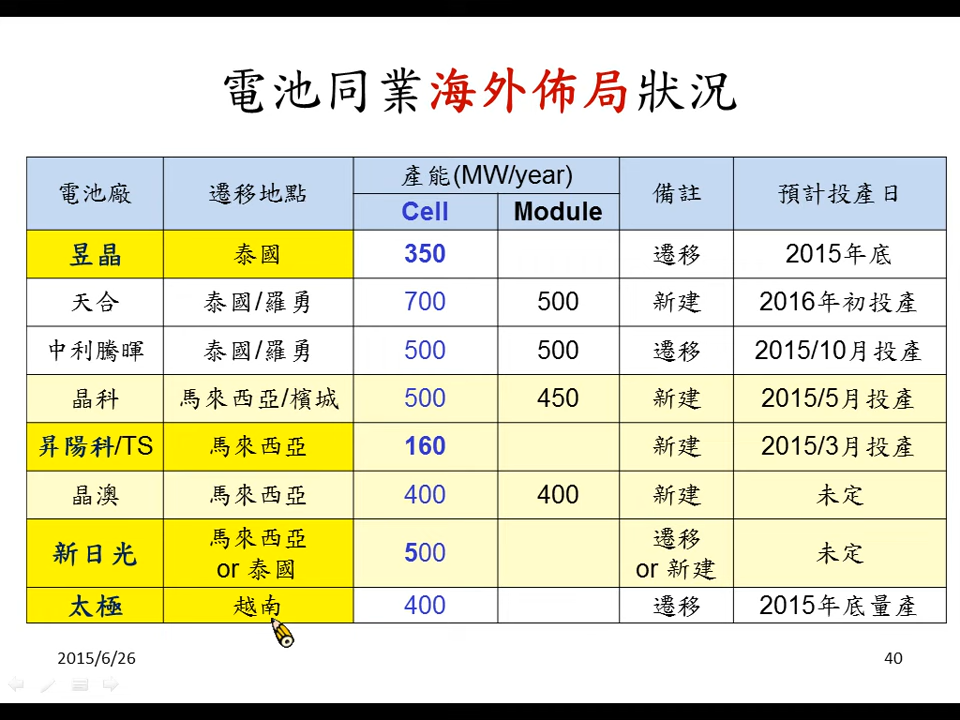 電池同業海外佈局狀況
電池廠 遷移地點 產能(MW/year) 備註 預計投產日
Cell Module
昱晶 泰國 350 遷移 2015年底
天合 泰國/羅勇 700 500 新建 2016年初投產
中利騰暉 泰國/羅勇 500 500 遷移 2015/10月投產
晶科 馬來西亞/檳城 500 450 新建 2015/5月投產
昇陽科/TS 馬來西亞 160 新建 2015/3月投產
晶澳 馬來西亞 400 400 新建 未定
新日光 馬來西亞 500 遷移 未定
or 泰國 or 新建
太極 越南 400 遷移 2015年底量產
2015/6/26 40